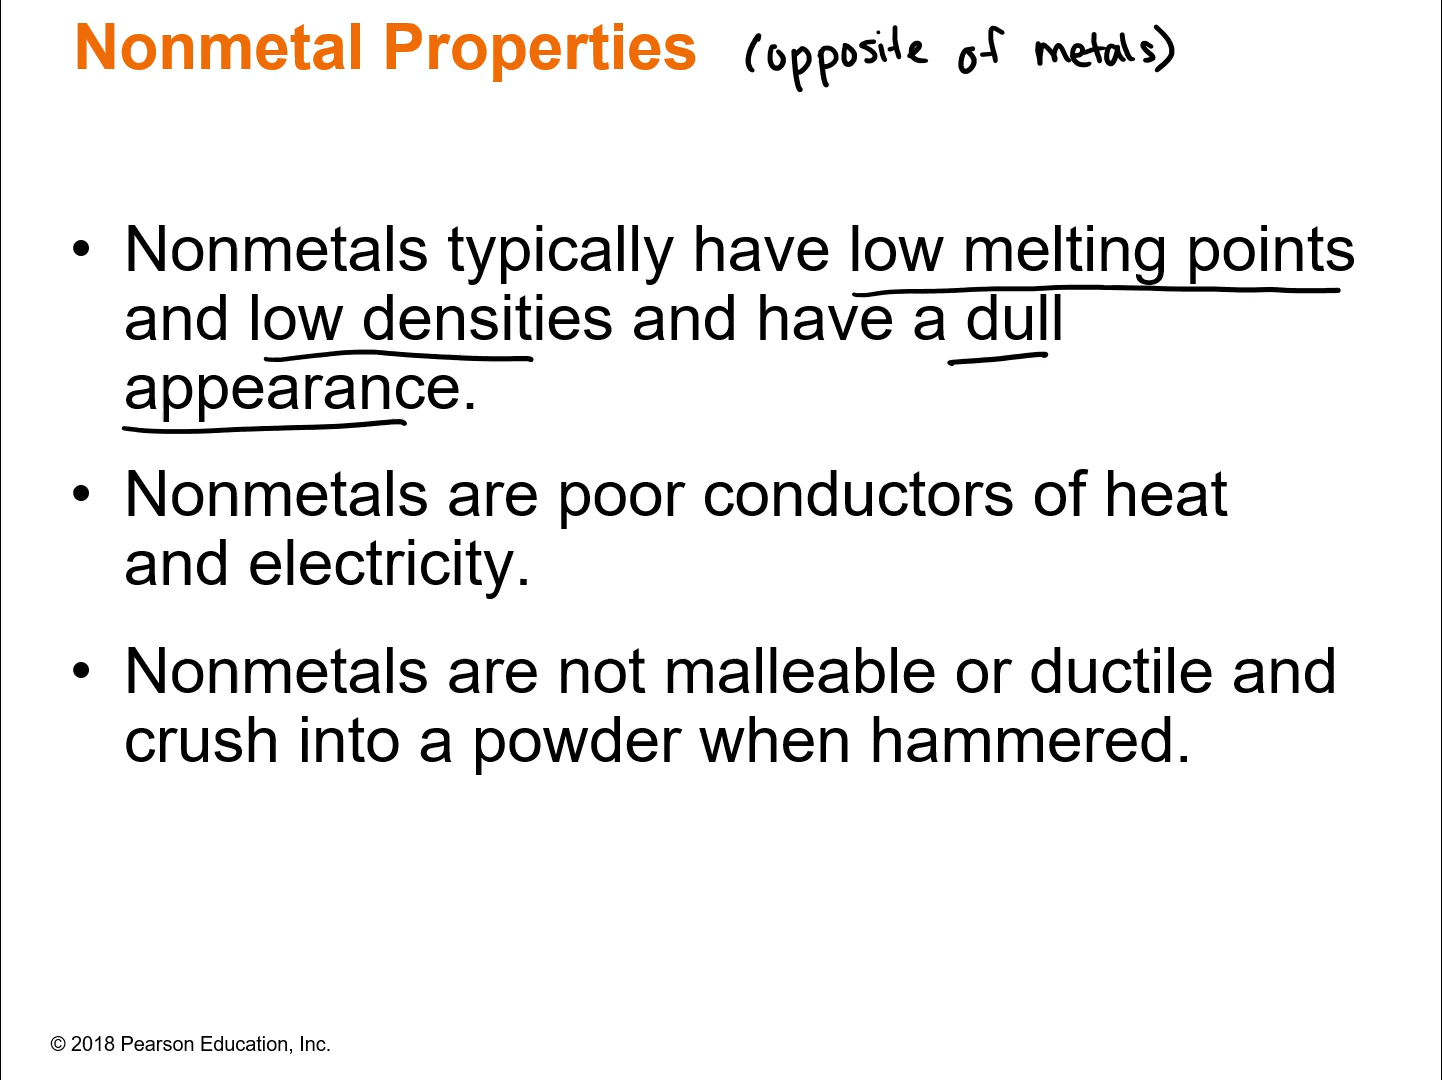 Nonmetal Properties (opposite of metals)
• Nonmetals typically have low melting points
and low densities and have a dull
appearance.
• Nonmetals are poor conductors of heat
and electricity.
• Nonmetals are not malleable or ductile and
crush into a powder when hammered.
© 2018 Pearson Education, Inc.